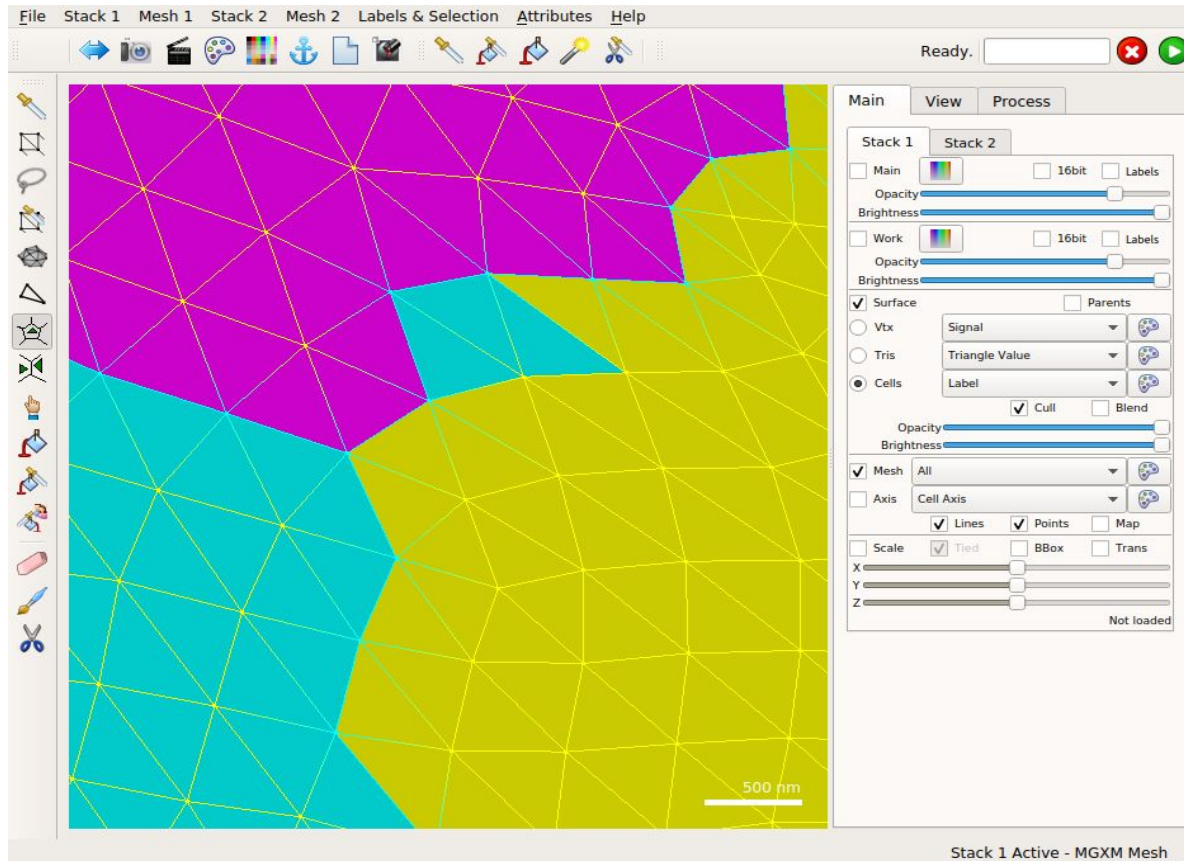 File Stack 1 Mesh 1 Stack 2 Mesh 2 Labels & Selection Attributes Help
Ready.
Main View Process
Stack 1 Stack 2
Main 16bit Labels
Opacity
Brightness
Work 16bit Labels
Opacity
Brightness
Surface Parents
Vtx Signal
Tris Triangle Value
Cells Label
Cull Blend
Opacity
Brightness
Mesh All
Axis Cell Axis
Lines Points Map
Scale Tied BBox Trans
X
Y
Z
Not loaded
500 nm
Stack 1 Active - MGXM Mesh